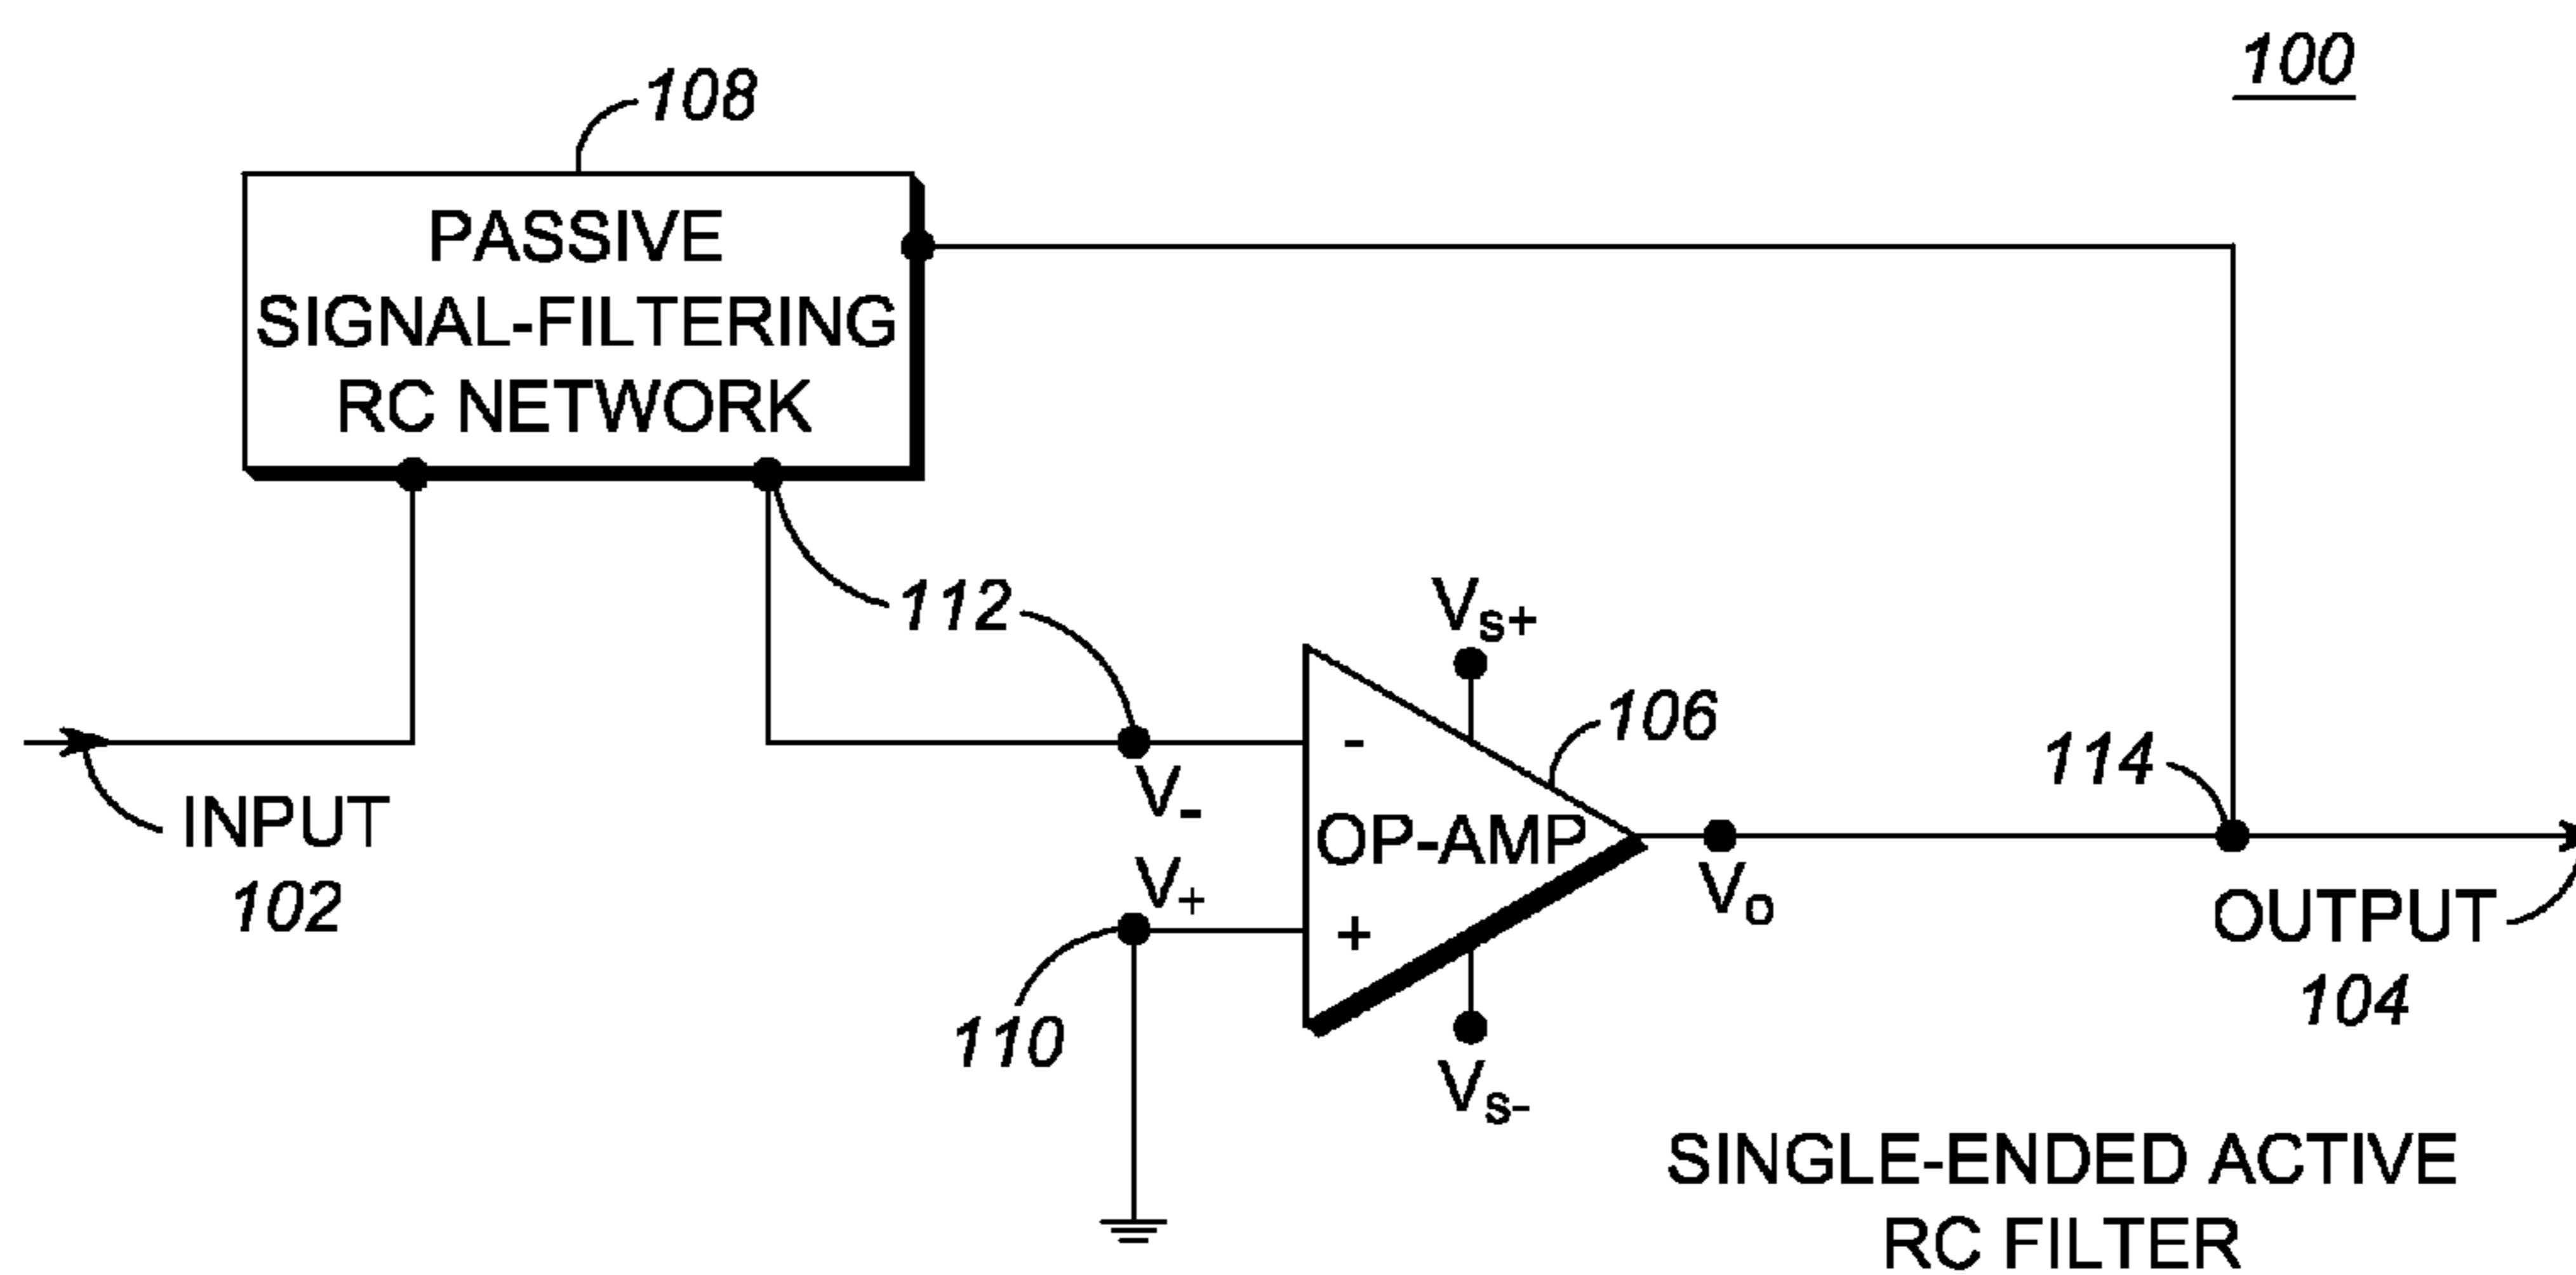 100
108
PASSIVE
SIGNAL-FILTERING
RC NETWORK
112
Vs+
106
-
V-
INPUT
102
OP-AMP
114
V+
+
Vo
OUTPUT
104
110
Vs-
SINGLE-ENDED ACTIVE
RC FILTER